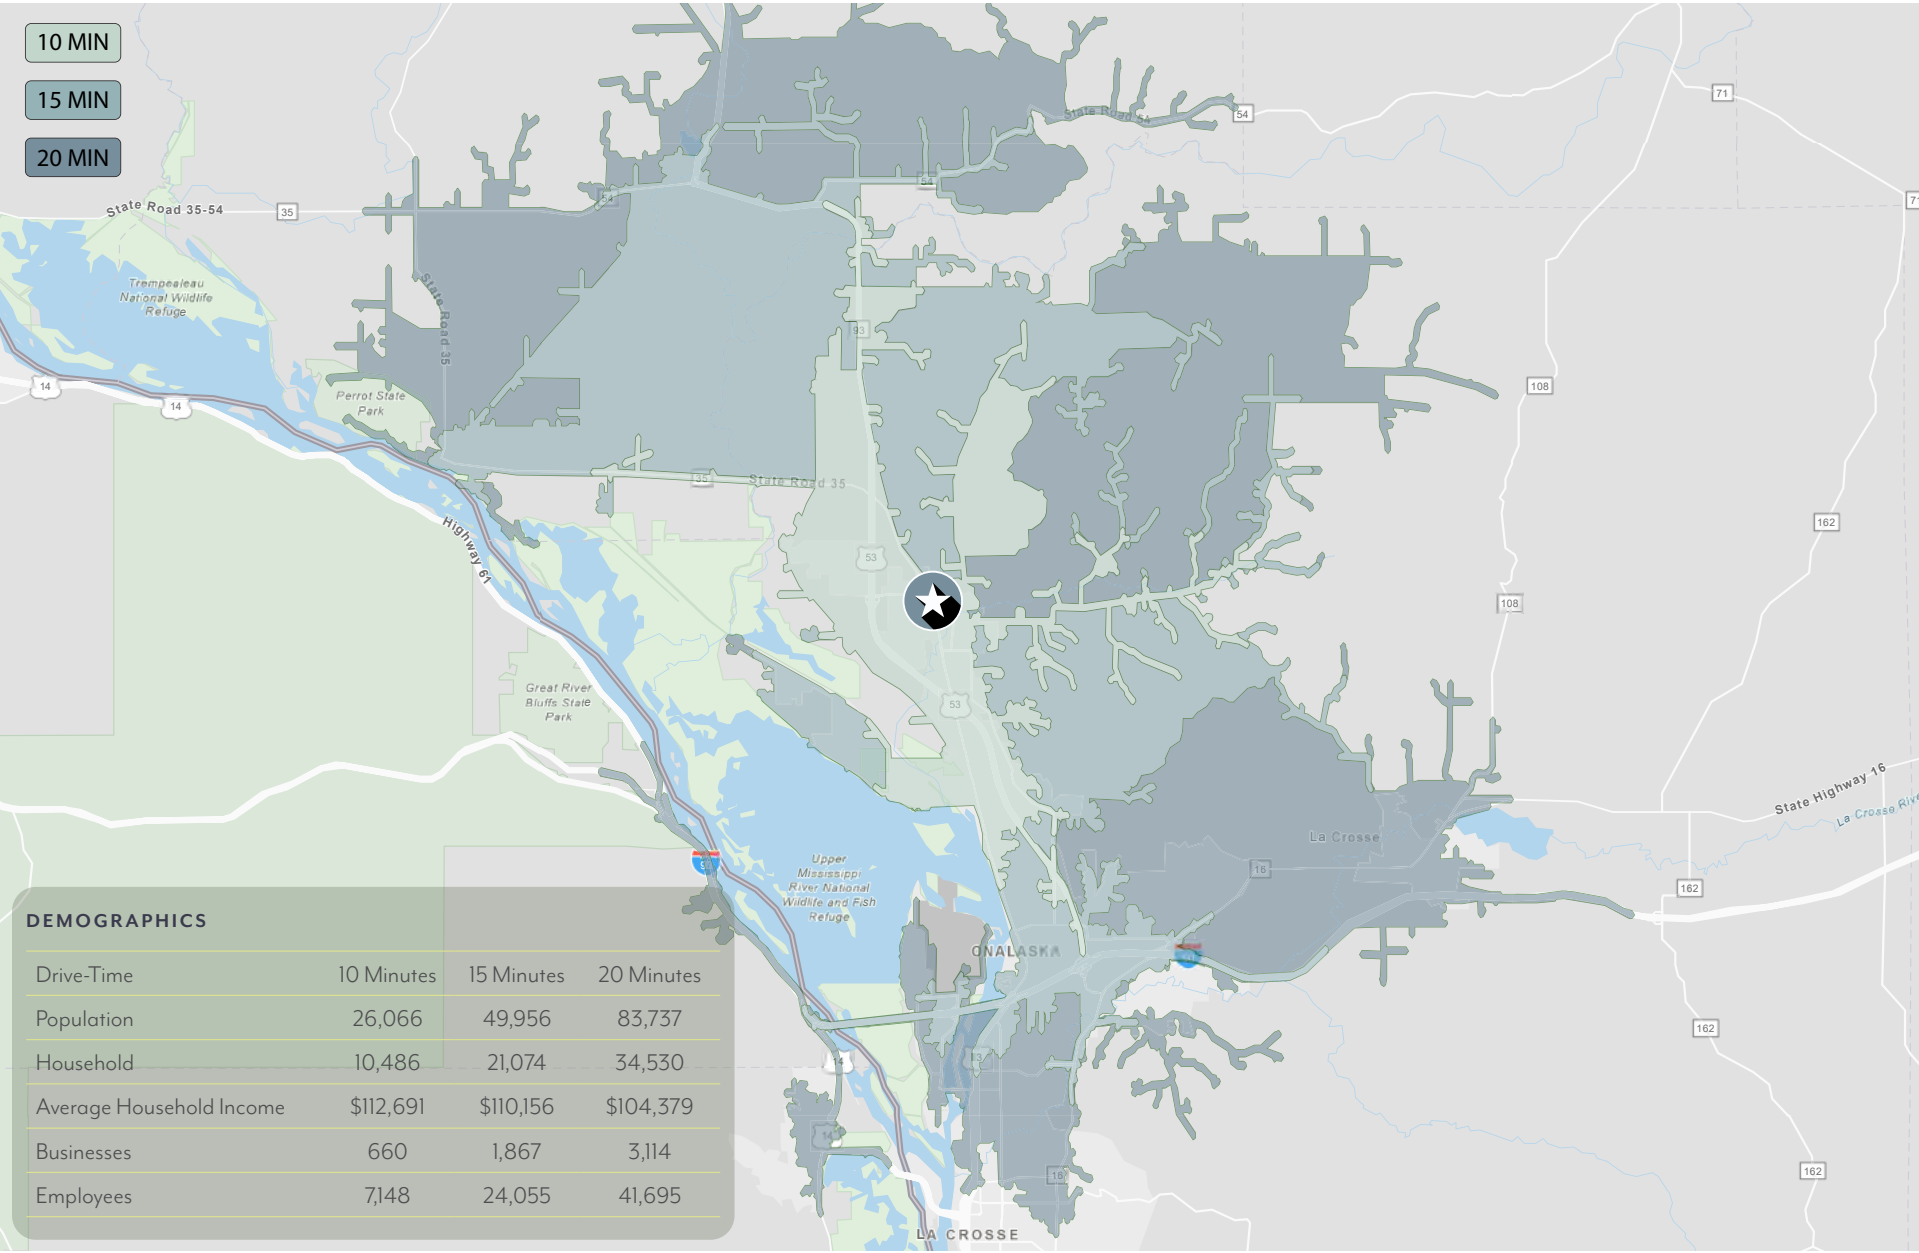 10 MIN
15 MIN
20 MIN
71
State Road 54
54
54
54
State Road 35-54
35
71
Trempealeau
National Wildlife
Refuge
State Road 35
93
14
14
108
Perrot State
Park
35
State Road 35
Highway 61
162
53
108
Great River
Bluffs State
Park
53
State Highway 16
La Crosse
16
Upper
Mississippi
River National
Wildlife and Fish
Refuge
162
ONALASKA
162
14
14
16
162
LA CROSSE
DEMOGRAPHICS
Drive-Time 10 Minutes 15 Minutes 20 Minutes
Population 26,066 49,956 83,737
Household 10,486 21,074 34,530
Average Household Income $112,691 $110,156 $104,379
Businesses 660 1,867 3,114
Employees 7,148 24,055 41,695